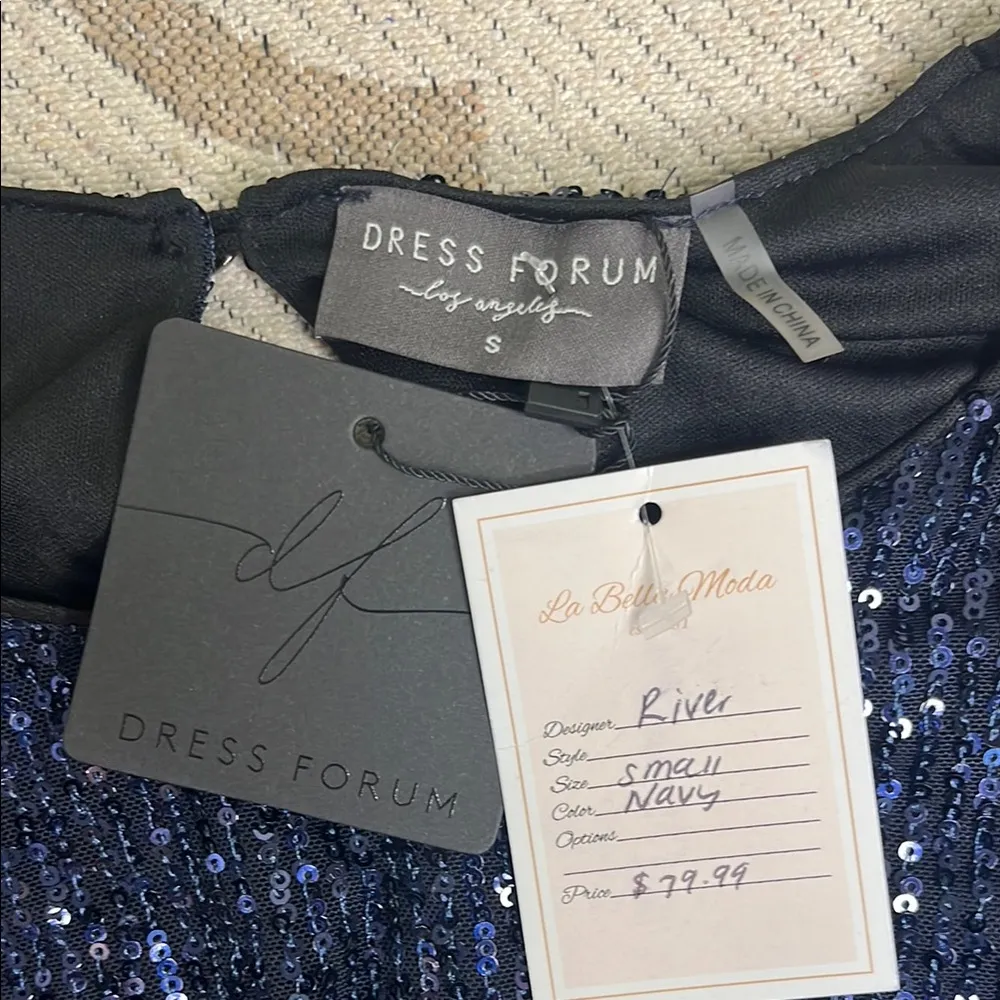 DRESS FORUM
los angeles
S
MADE IN CHINA
df
DRESS FORUM
La Belle Moda
Designer River
Style
Size small
Color Navy
Options
Price $79.99